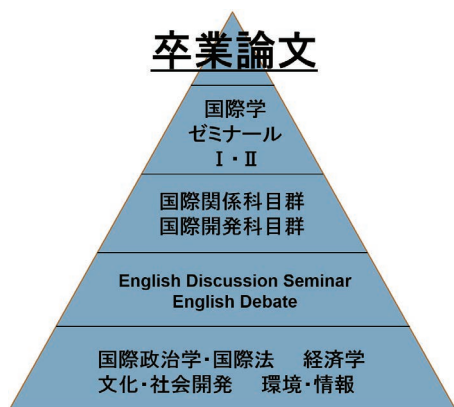 卒業論文
国際学
ゼミナール
Ⅰ・Ⅱ
国際関係科目群
国際開発科目群
English Discussion Seminar
English Debate
国際政治学・国際法　経済学
文化・社会開発　環境・情報